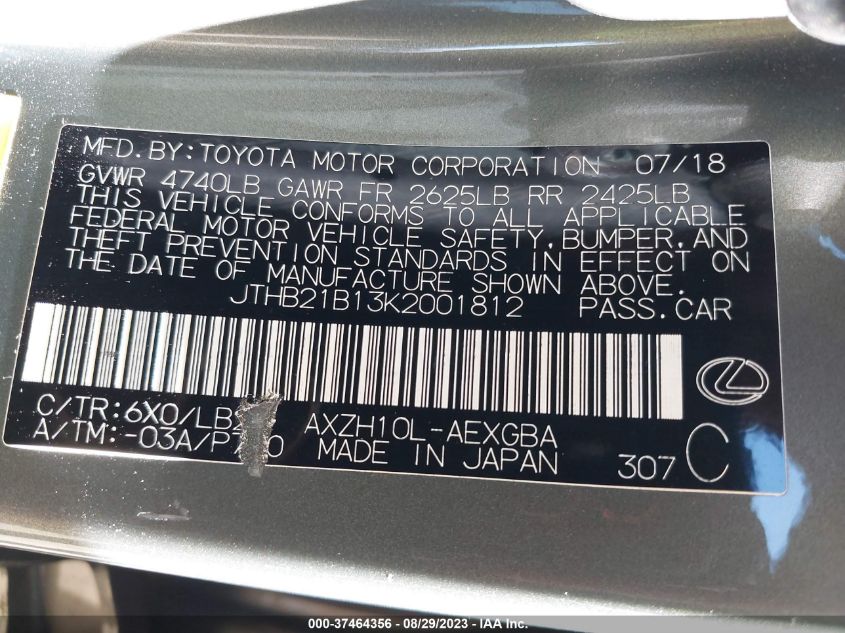 MFD.BY:TOYOTA MOTOR CORPORATION 07/18
GVWR 4740LB GAWR FR 2625LB RR 2425LB
THIS VEHICLE CONFORMS TO ALL APPLICABLE
FEDERAL MOTOR VEHICLE SAFETY,BUMPER,AND
THEFT PREVENTION STANDARDS IN EFFECT ON
THE DATE OF MANUFACTURE SHOWN ABOVE.
JTHB21B13K2001812 PASS.CAR
C/TR:6X0/ AXZH10L-AEXGBA
A/TM:-03A/ MADE IN JAPAN 307 C
000-37464356 - 08/29/2023 - IAA Inc.